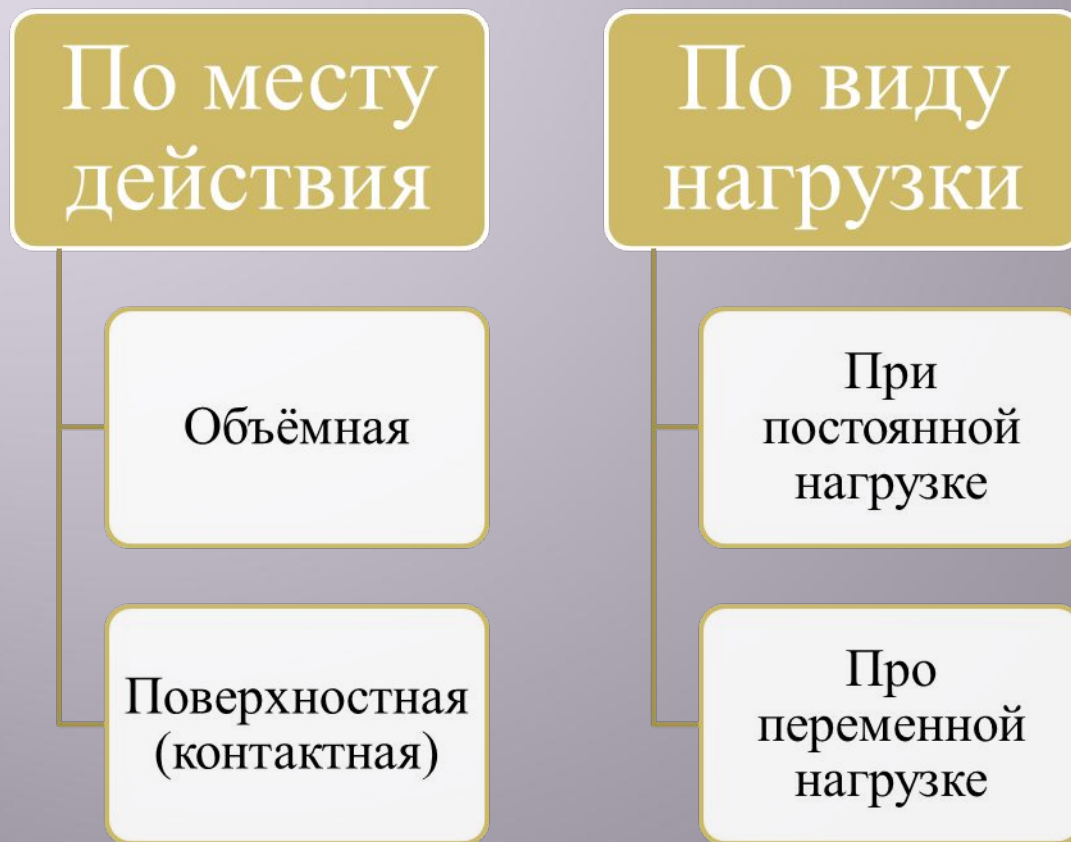 По месту
действия
Объёмная
Поверхностная
(контактная)
По виду
нагрузки
При
постоянной
нагрузке
Про
переменной
нагрузке